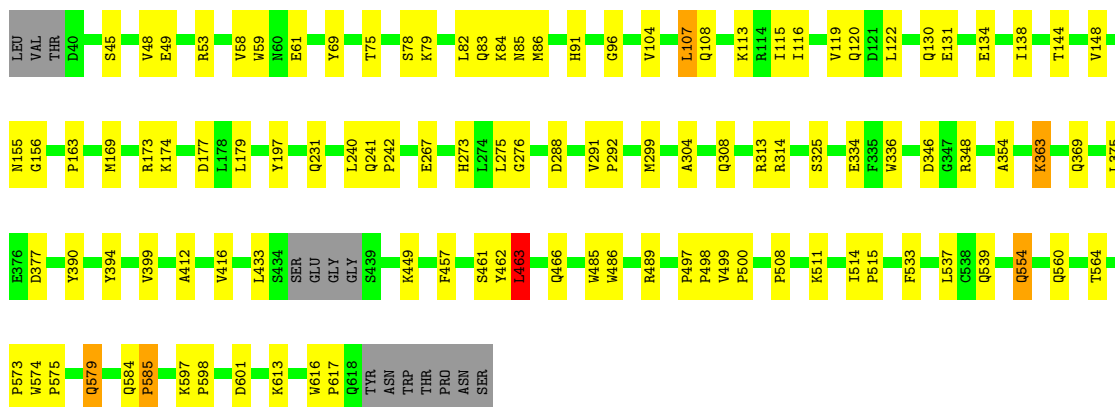 LEU VAL THR D40 S45 V48 E49 R53 V58 W59 N60 E61 Y69 T75 S78 K79 L82 Q83 K84 N85 M86 H91 G96 V104 L107 Q108 K113 R114 I115 I116 V119 Q120 D121 L122 Q130 E131 E134 I138 T144 V148
N155 G156 P163 M169 R173 K174 D177 L178 L179 Y197 Q231 L240 Q241 P242 E267 H273 L274 L275 G276 D288 V291 P292 M299 A304 Q308 R313 R314 S325 E334 F335 W336 D346 G347 R348 A354 K363 Q369
E376 D377 Y390 Y394 V399 A412 V416 L433 S434 SER GLU GLY GLY S439 K449 F457 S461 Y462 L463 Q466 W485 W486 R489 P497 P498 V499 P500 P508 K511 I514 P515 F533 L537 C538 Q539 Q554 Q560 T564
P573 W574 P575 Q579 Q584 P585 K597 P598 D601 K613 W616 P617 Q618 TYR ASN TRP THR PRO ASN SER